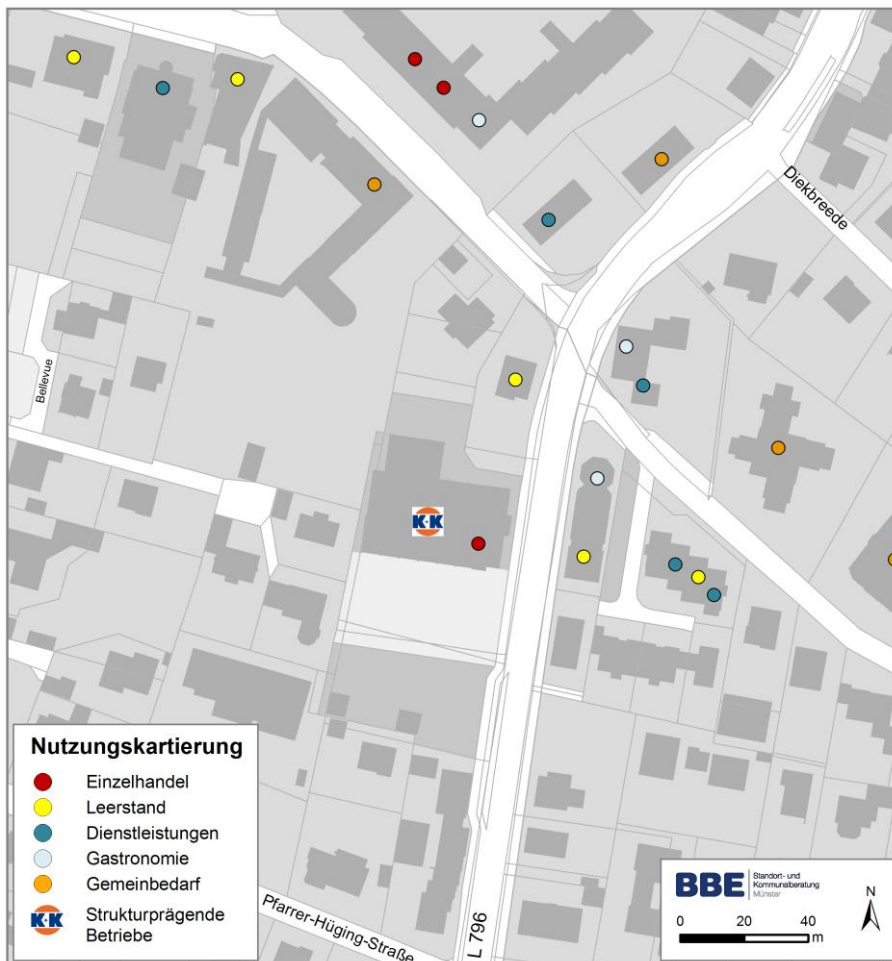 Diekbreede
Bellevue
K+K
Nutzungskartierung
Einzelhandel
Leerstand
Dienstleistungen
Gastronomie
Gemeinbedarf
K+K
Strukturprägende
Betriebe
Pfarrer-Hüging-Straße
L 796
BBE
Standort- und
Kommunalberatung
Münster
N
0 20 40
m